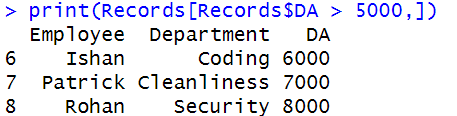 > print(Records[Records$DA > 5000,])
  Employee  Department   DA
6    Ishan      Coding 6000
7  Patrick Cleanliness 7000
8    Rohan    Security 8000